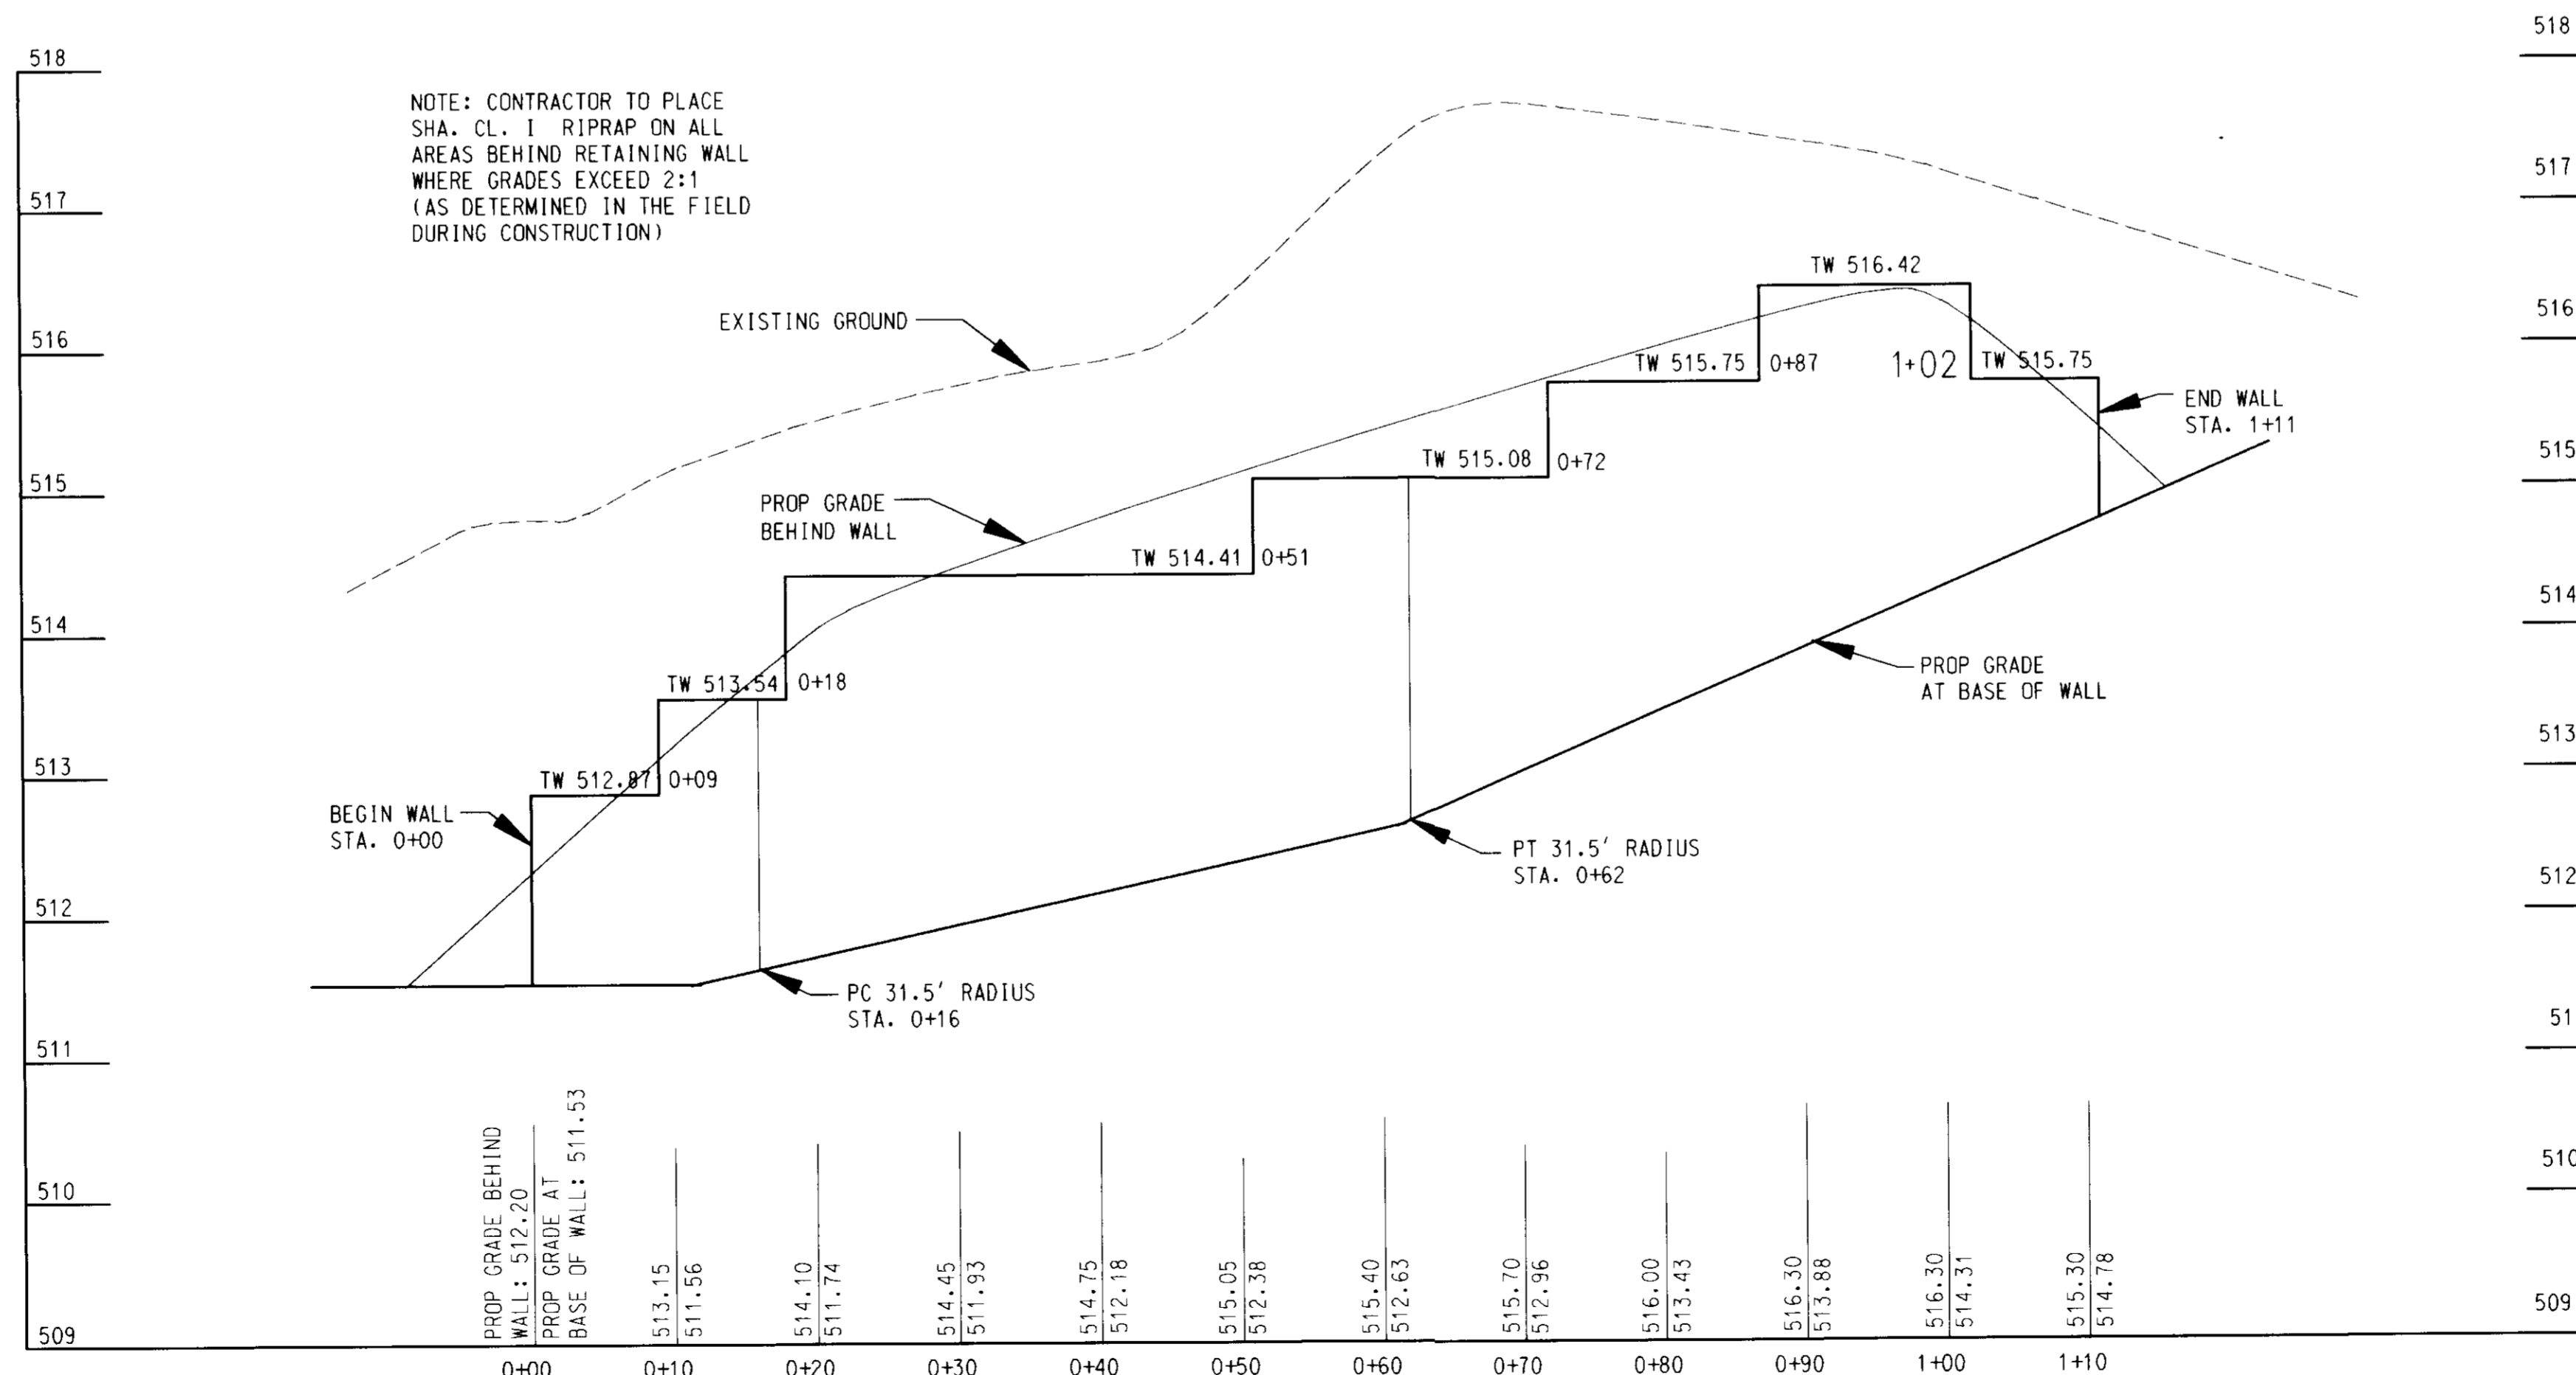 518
517
516
515
514
513
512
511
510
509
NOTE: CONTRACTOR TO PLACE
SHA. CL. I RIPRAP ON ALL
AREAS BEHIND RETAINING WALL
WHERE GRADES EXCEED 2:1
(AS DETERMINED IN THE FIELD
DURING CONSTRUCTION)
EXISTING GROUND
PROP GRADE
BEHIND WALL
BEGIN WALL
STA. 0+00
TW 512.87
0+09
TW 513.54
0+18
TW 514.41
0+51
TW 515.08
0+72
TW 515.75
0+87
TW 516.42
1+02
TW 515.75
END WALL
STA. 1+11
PROP GRADE
AT BASE OF WALL
PT 31.5' RADIUS
STA. 0+62
PC 31.5' RADIUS
STA. 0+16
PROP GRADE BEHIND
WALL: 512.20
PROP GRADE AT
BASE OF WALL: 511.53
513.15
511.56
514.10
511.74
514.45
511.93
514.75
512.18
515.05
512.38
515.40
512.63
515.70
512.96
516.00
513.43
516.30
513.88
516.30
514.31
515.30
514.78
0+00
0+10
0+20
0+30
0+40
0+50
0+60
0+70
0+80
0+90
1+00
1+10
518
517
516
515
514
513
512
51
510
509